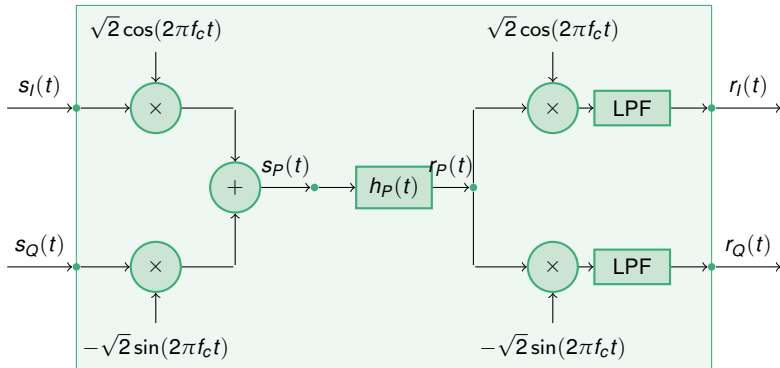 √2 cos(2πf_c t) √2 cos(2πf_c t)
s_I(t) × × LPF r_I(t)
s_P(t) r_P(t)
+ h_P(t)
s_Q(t) × × LPF r_Q(t)
−√2 sin(2πf_c t) −√2 sin(2πf_c t)